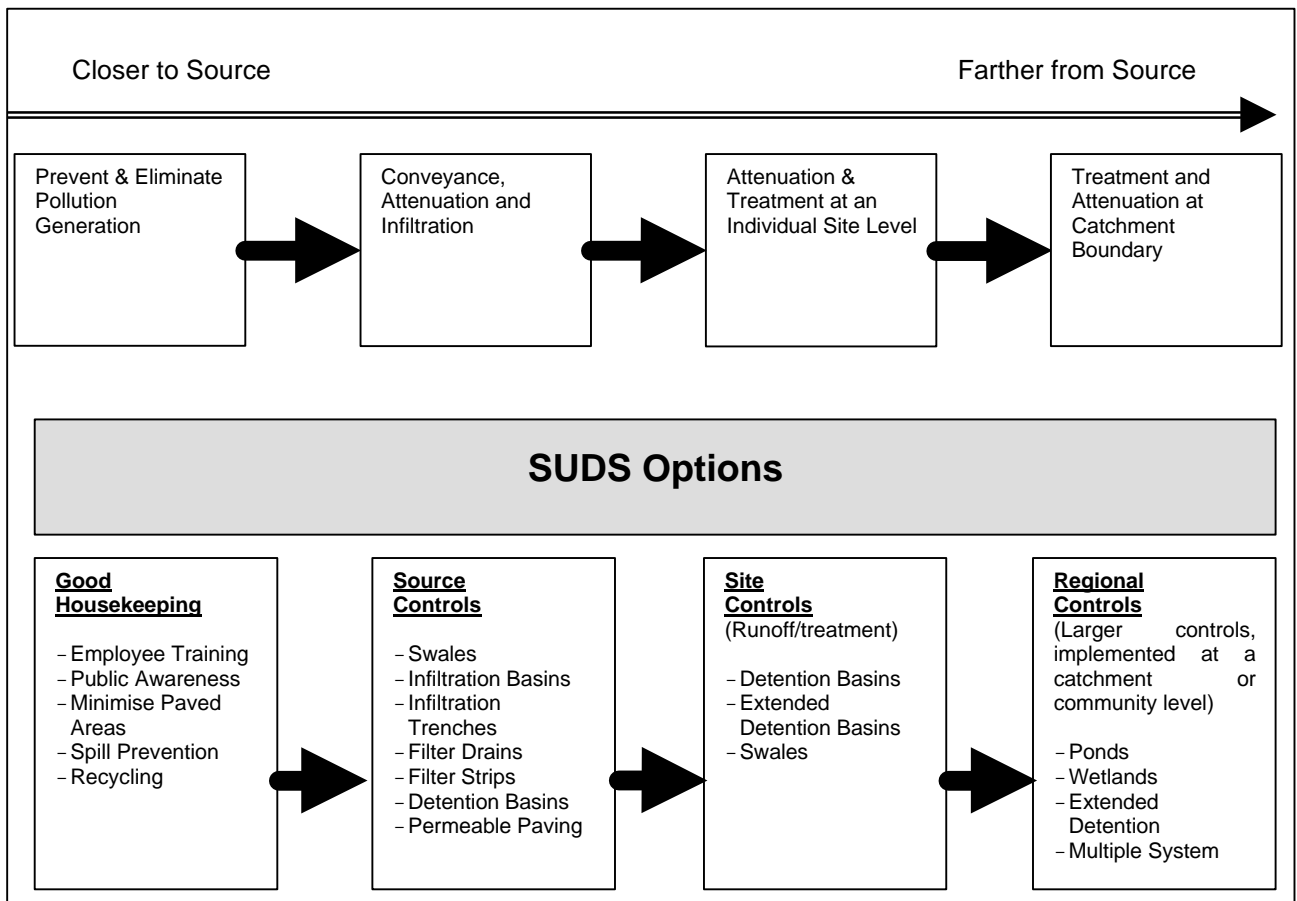 Closer to Source
Farther from Source
Prevent & Eliminate
Pollution
Generation
Conveyance,
Attenuation and
Infiltration
Attenuation &
Treatment at an
Individual Site Level
Treatment and
Attenuation at
Catchment
Boundary
SUDS Options
Good
Housekeeping
- Employee Training
- Public Awareness
- Minimise Paved
Areas
- Spill Prevention
- Recycling
Source
Controls
- Swales
- Infiltration Basins
- Infiltration
Trenches
- Filter Drains
- Filter Strips
- Detention Basins
- Permeable Paving
Site
Controls
(Runoff/treatment)
- Detention Basins
- Extended
Detention Basins
- Swales
Regional
Controls
(Larger controls,
implemented at a
catchment or
community level)
- Ponds
- Wetlands
- Extended
Detention
- Multiple System